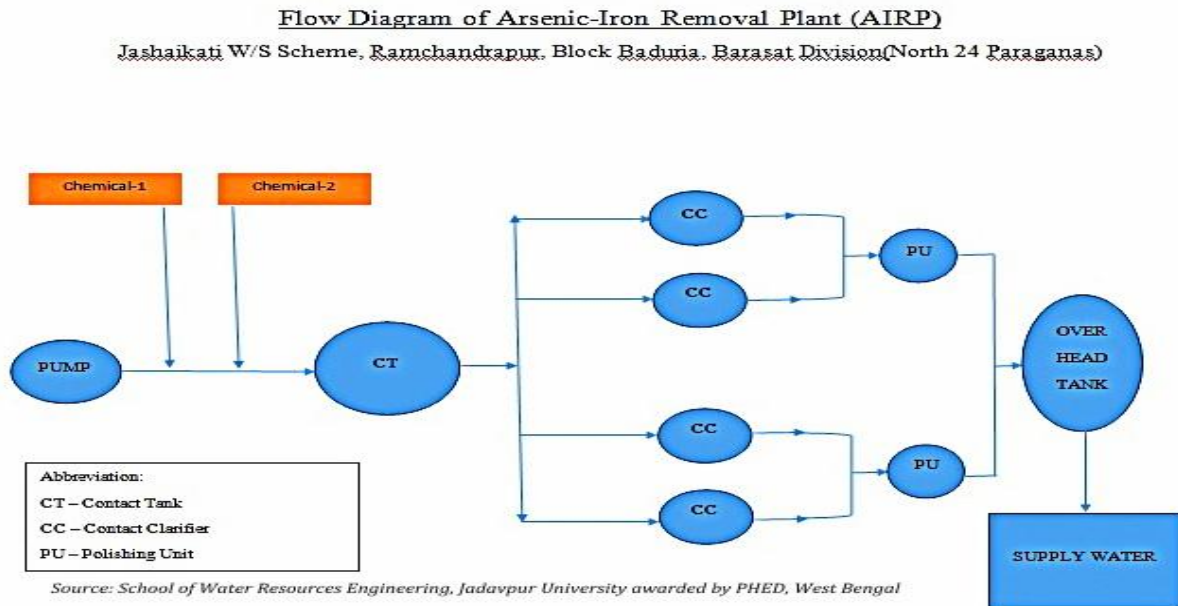 Flow Diagram of Arsenic-Iron Removal Plant (AIRP)
Jashaikati W/S Scheme, Ramchandrapur, Block Baduria, Barasat Division(North 24 Paraganas)
Chemical-1
Chemical-2
CC
PU
CC
OVER
HEAD
TANK
PUMP
CT
CC
PU
CC
Abbreviation:
CT – Contact Tank
CC – Contact Clarifier
PU – Polishing Unit
SUPPLY WATER
Source: School of Water Resources Engineering, Jadavpur University awarded by PHED, West Bengal